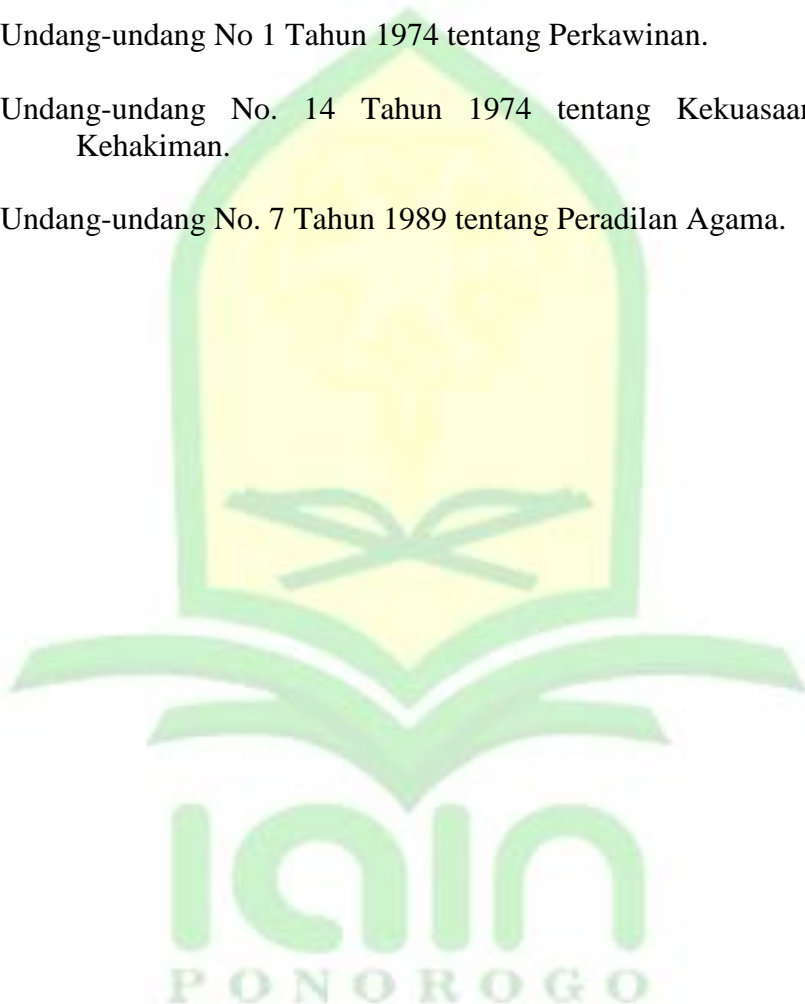 Undang-undang No 1 Tahun 1974 tentang Perkawinan.
Undang-undang No. 14 Tahun 1974 tentang Kekuasaan
Kehakiman.
Undang-undang No. 7 Tahun 1989 tentang Peradilan Agama.
iain
PONOROGO